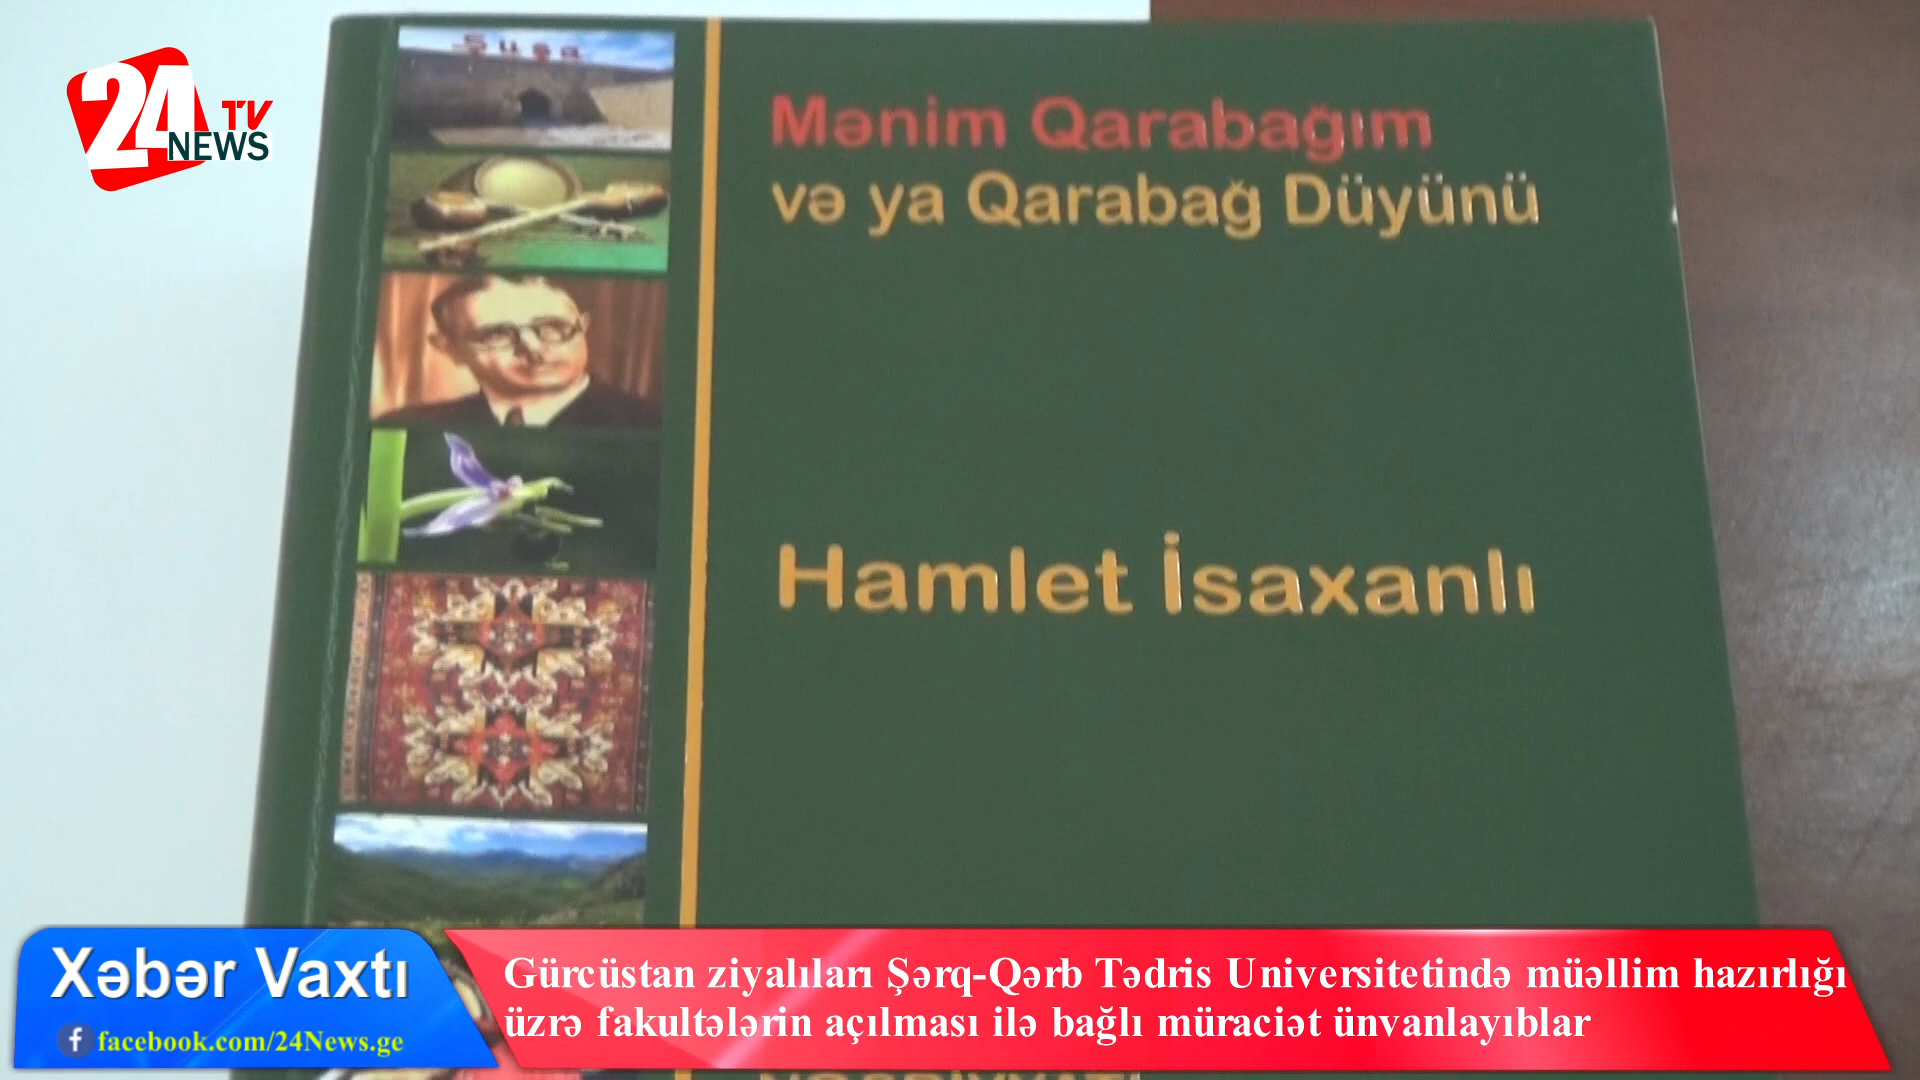 24 TV
NEWS
Şuşa
Mənim Qarabağım
və ya Qarabağ Düyünü
Hamlet İsaxanlı
Xəbər Vaxtı
facebook.com/24News.ge
Gürcüstan ziyalıları Şərq-Qərb Tədris Universitetində müəllim hazırlığı
üzrə fakultələrin açılması ilə bağlı müraciət ünvanlayıblar